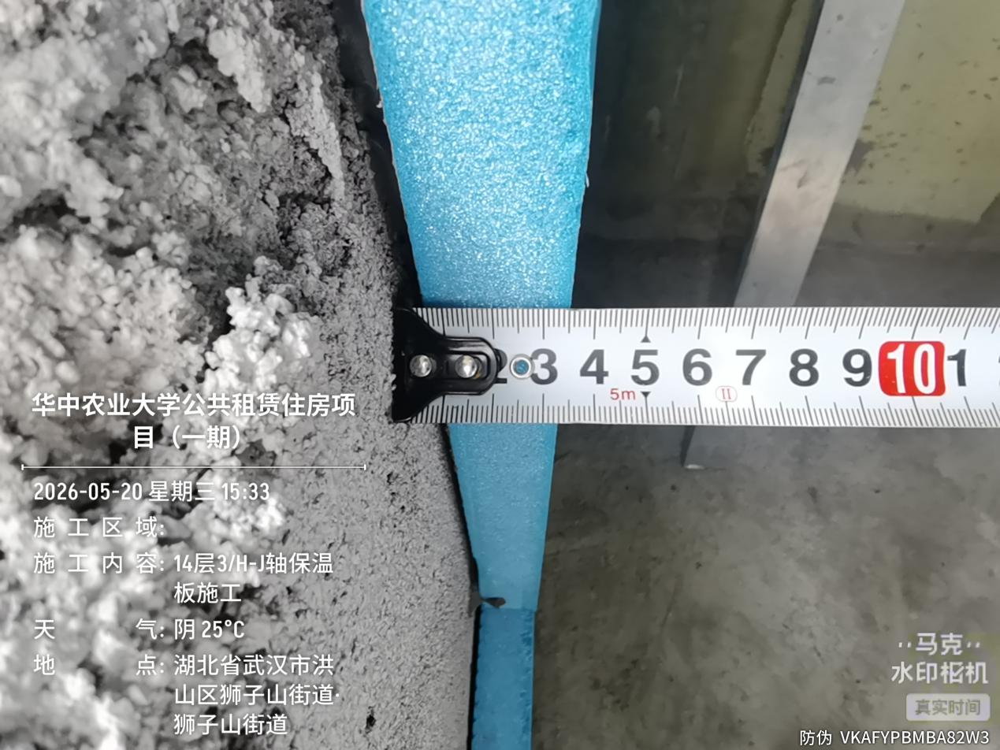 2 3 4 5 6 7 8 9 10 1
5m
II
华中农业大学公共租赁住房项
目（一期）
2026-05-20 星期三 15:33
施工区域:
施工内容: 14层3/H-J轴保温
板施工
天气: 阴 25°C
地点: 湖北省武汉市洪
山区狮子山街道·
狮子山街道
马克
水印相机
真实时间
防伪 VKAFYPBMBA82W3